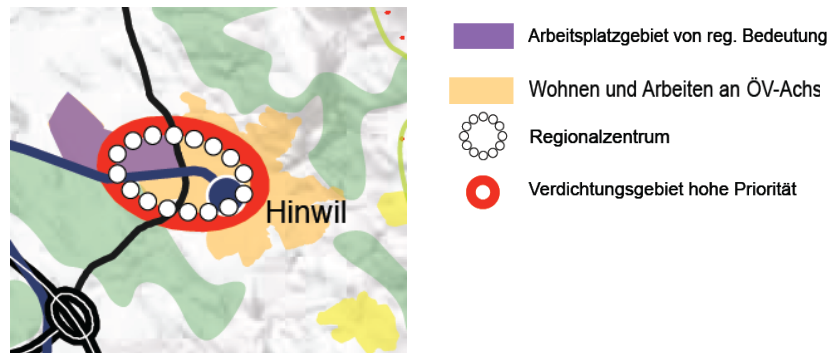 Hinwil
Arbeitsplatzgebiet von reg. Bedeutung
Wohnen und Arbeiten an ÖV-Achs
Regionalzentrum
Verdichtungsgebiet hohe Priorität